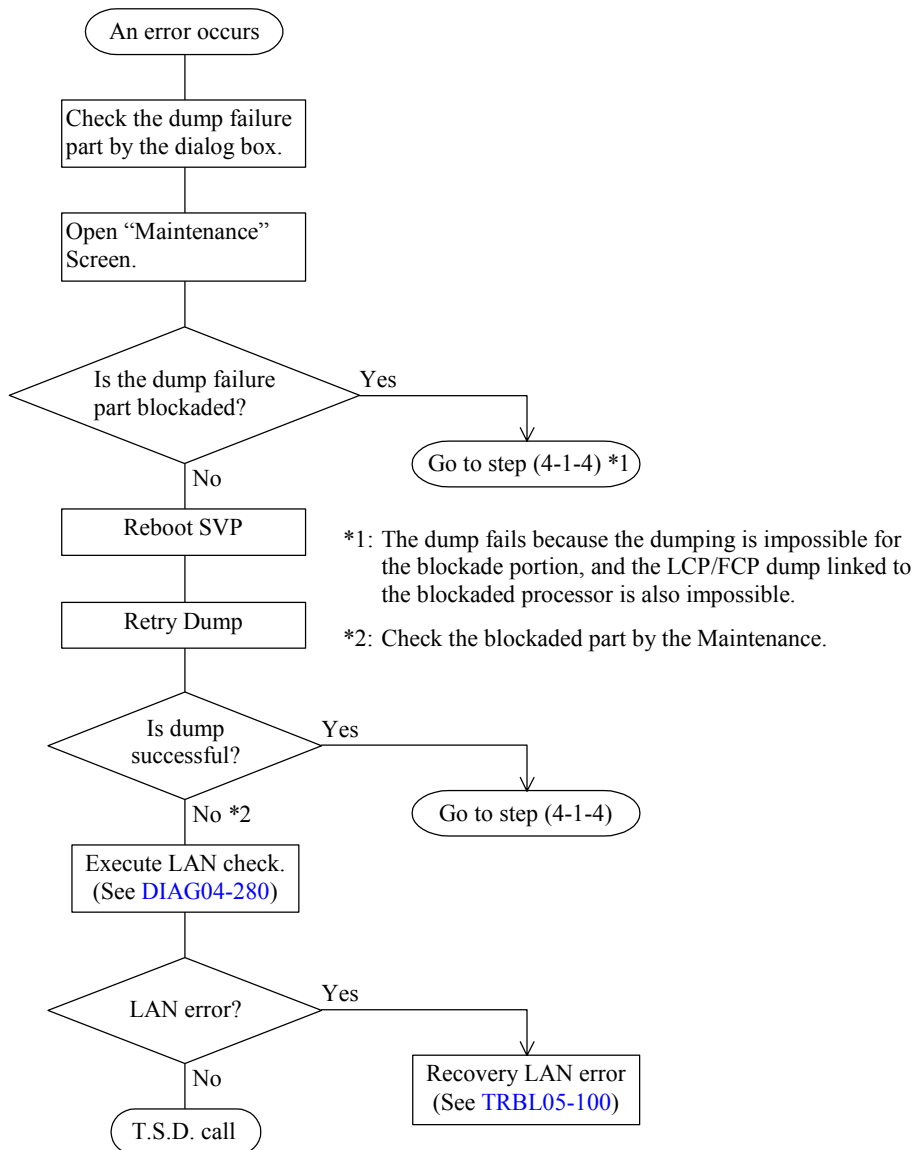 An error occurs
Check the dump failure
part by the dialog box.
Open “Maintenance”
Screen.
Is the dump failure
part blockaded?
Yes
Go to step (4-1-4) *1
No
Reboot SVP
*1: The dump fails because the dumping is impossible for
the blockade portion, and the LCP/FCP dump linked to
the blockaded processor is also impossible.
Retry Dump
*2: Check the blockaded part by the Maintenance.
Is dump
successful?
Yes
Go to step (4-1-4)
No *2
Execute LAN check.
(See DIAG04-280)
LAN error?
Yes
Recovery LAN error
(See TRBL05-100)
No
T.S.D. call